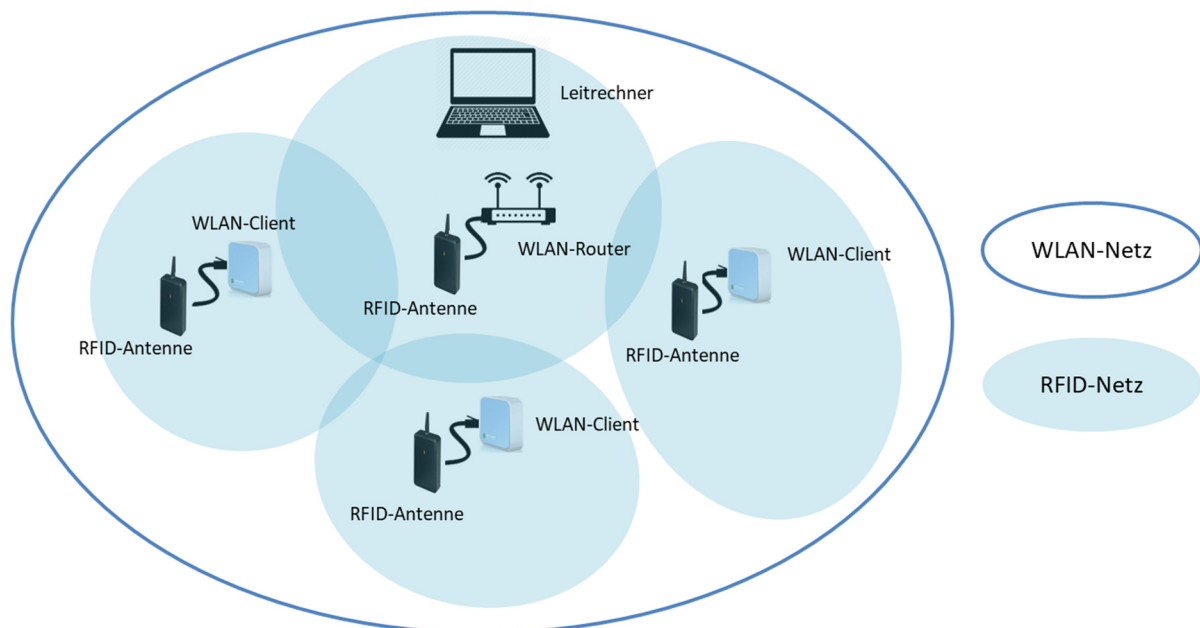 Leitrechner
WLAN-Client
WLAN-Router
WLAN-Client
WLAN-Netz
RFID-Antenne
RFID-Antenne
RFID-Antenne
RFID-Netz
WLAN-Client
RFID-Antenne